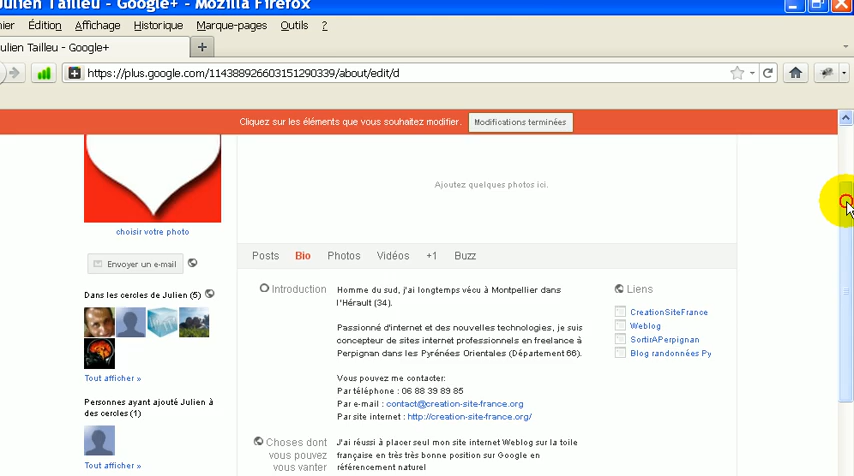 Julien Tailleu - Google+ - Mozilla Firefox
Édition Affichage Historique Marque-pages Outils ?
Julien Tailleu - Google+
https://plus.google.com/114388926603151290339/about/edit/d
Cliquez sur les éléments que vous souhaitez modifier. Modifications terminées
Ajoutez quelques photos ici.
choisir votre photo
Posts Bio Photos Vidéos +1 Buzz
Envoyer un e-mail
Dans les cercles de Julien (5)
Tout afficher »
Personnes ayant ajouté Julien à
des cercles (1)
Tout afficher »
Introduction
Homme du sud, j'ai longtemps vécu à Montpellier dans
l'Hérault (34).
Passionné d'internet et des nouvelles technologies, je suis
concepteur de sites internet professionnels en freelance à
Perpignan dans les Pyrénées Orientales (Département 66).
Vous pouvez me contacter:
Par téléphone : 06 88 39 89 85
Par e-mail : contact@creation-site-france.org
Par site internet : http://creation-site-france.org/
Choses dont
vous pouvez
vous vanter
J'ai réussi à placer seul mon site internet Weblog sur la toile
française en très très bonne position sur Google en
référencement naturel
Liens
CreationSiteFrance
Weblog
SortirAPerpignan
Blog randonnées Py